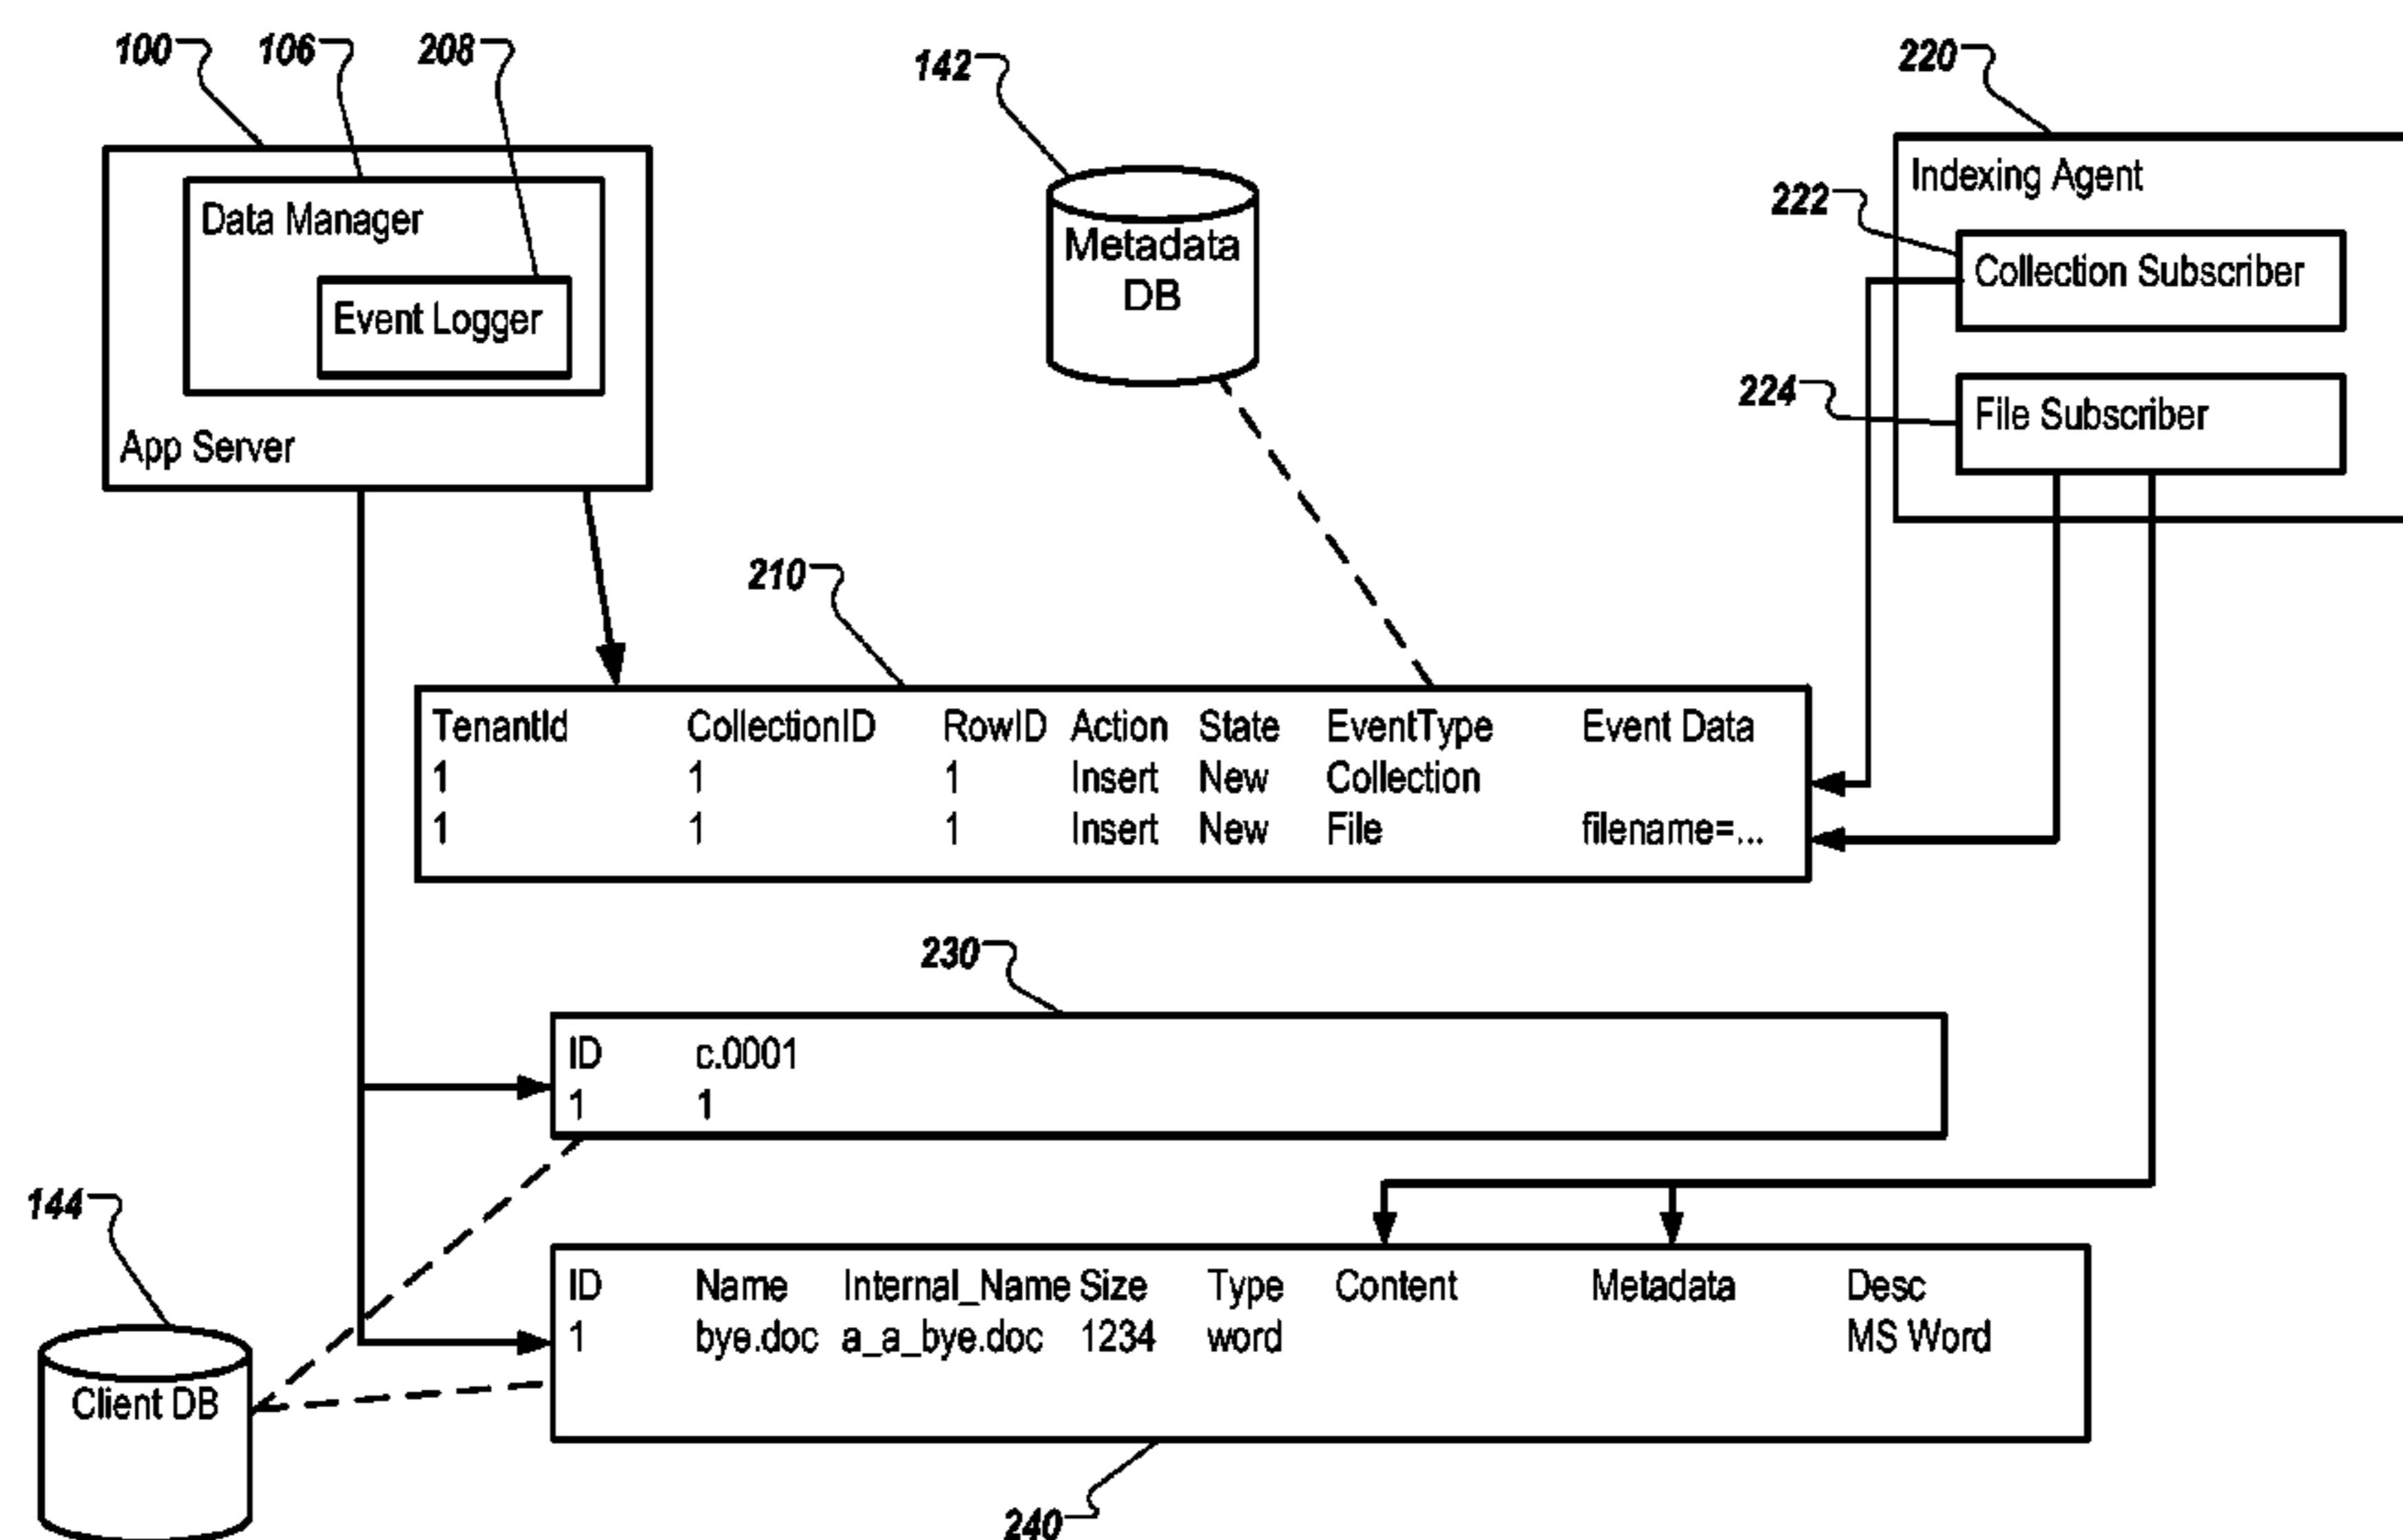 100 106 208
142
220
Data Manager
Event Logger
App Server
Metadata
DB
Indexing Agent
222
Collection Subscriber
224
File Subscriber
210
TenantId CollectionID RowID Action State EventType Event Data
1 1 1 Insert New Collection
1 1 1 Insert New File filename=...
230
ID c.0001
1 1
144
Client DB
ID Name Internal_Name Size Type Content Metadata Desc
1 bye.doc a_a_bye.doc 1234 word MS Word
240